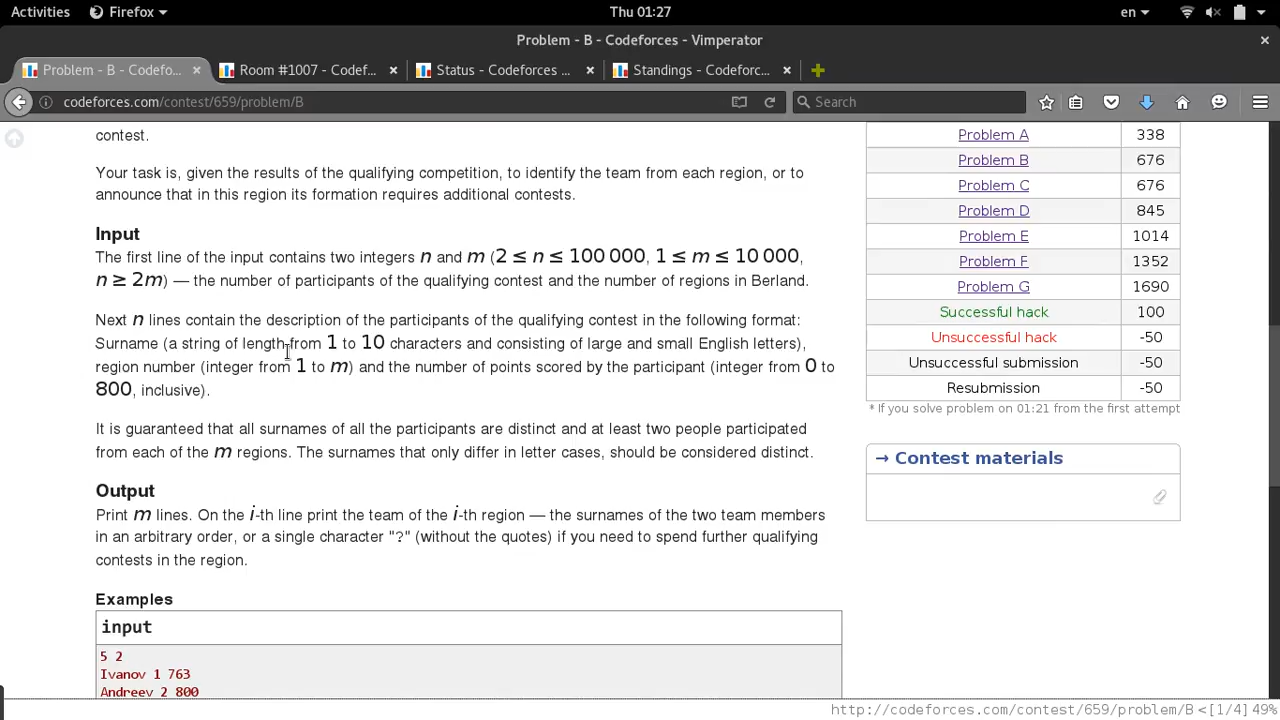 Activities Firefox Thu 01:27 en
Problem - B - Codeforces - Vimperator
Problem - B - Codefo... Room #1007 - Codef... Status - Codeforces ... Standings - Codeforc...
codeforces.com/contest/659/problem/B Search
contest.
Your task is, given the results of the qualifying competition, to identify the team from each region, or to
announce that in this region its formation requires additional contests.
Input
The first line of the input contains two integers n and m (2 ≤ n ≤ 100 000, 1 ≤ m ≤ 10 000,
n ≥ 2m) — the number of participants of the qualifying contest and the number of regions in Berland.
Next n lines contain the description of the participants of the qualifying contest in the following format:
Surname (a string of length from 1 to 10 characters and consisting of large and small English letters),
region number (integer from 1 to m) and the number of points scored by the participant (integer from 0 to
800, inclusive).
It is guaranteed that all surnames of all the participants are distinct and at least two people participated
from each of the m regions. The surnames that only differ in letter cases, should be considered distinct.
Output
Print m lines. On the i-th line print the team of the i-th region — the surnames of the two team members
in an arbitrary order, or a single character "?" (without the quotes) if you need to spend further qualifying
contests in the region.
Examples
input
5 2
Ivanov 1 763
Andreev 2 800
Problem A 338
Problem B 676
Problem C 676
Problem D 845
Problem E 1014
Problem F 1352
Problem G 1690
Successful hack 100
Unsuccessful hack -50
Unsuccessful submission -50
Resubmission -50
* If you solve problem on 01:21 from the first attempt
→ Contest materials
http://codeforces.com/contest/659/problem/B <[1/4] 49%